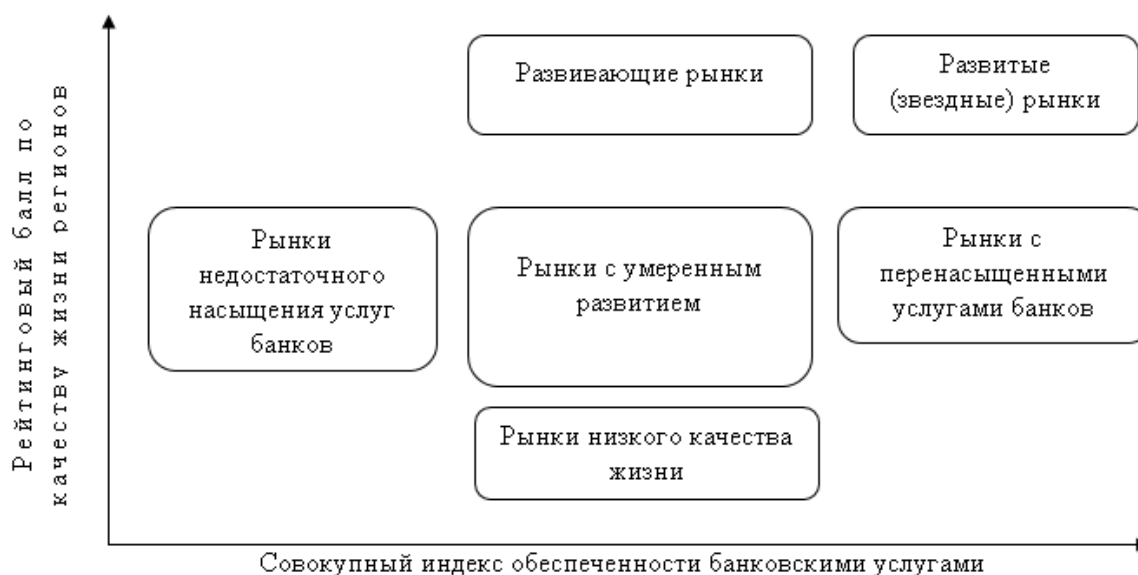 Рейтинговый балл по
качеству жизни регионов
Развивающие рынки
Развитые
(звездные) рынки
Рынки
недостаточного
насыщения услуг
банков
Рынки с умеренным
развитием
Рынки с
перенасыщенными
услугами банков
Рынки низкого качества
жизни
Совокупный индекс обеспеченности банковскими услугами